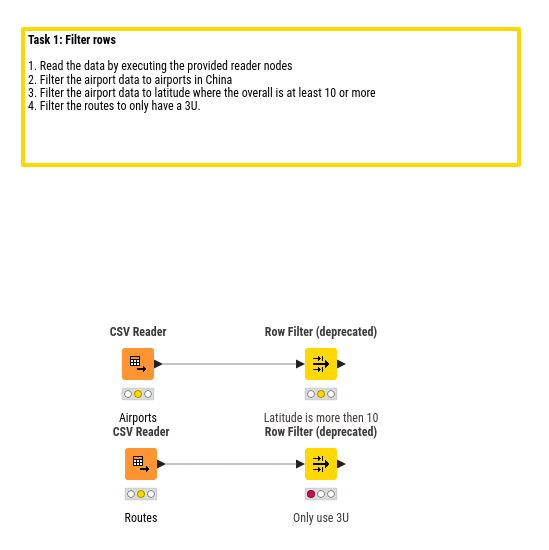 Task 1: Filter rows
1. Read the data by executing the provided reader nodes
2. Filter the airport data to airports in China
3. Filter the airport data to latitude where the overall is at least 10 or more
4. Filter the routes to only have a 3U.
CSV Reader
Row Filter (deprecated)
Airports
Latitude is more then 10
CSV Reader
Row Filter (deprecated)
Routes
Only use 3U